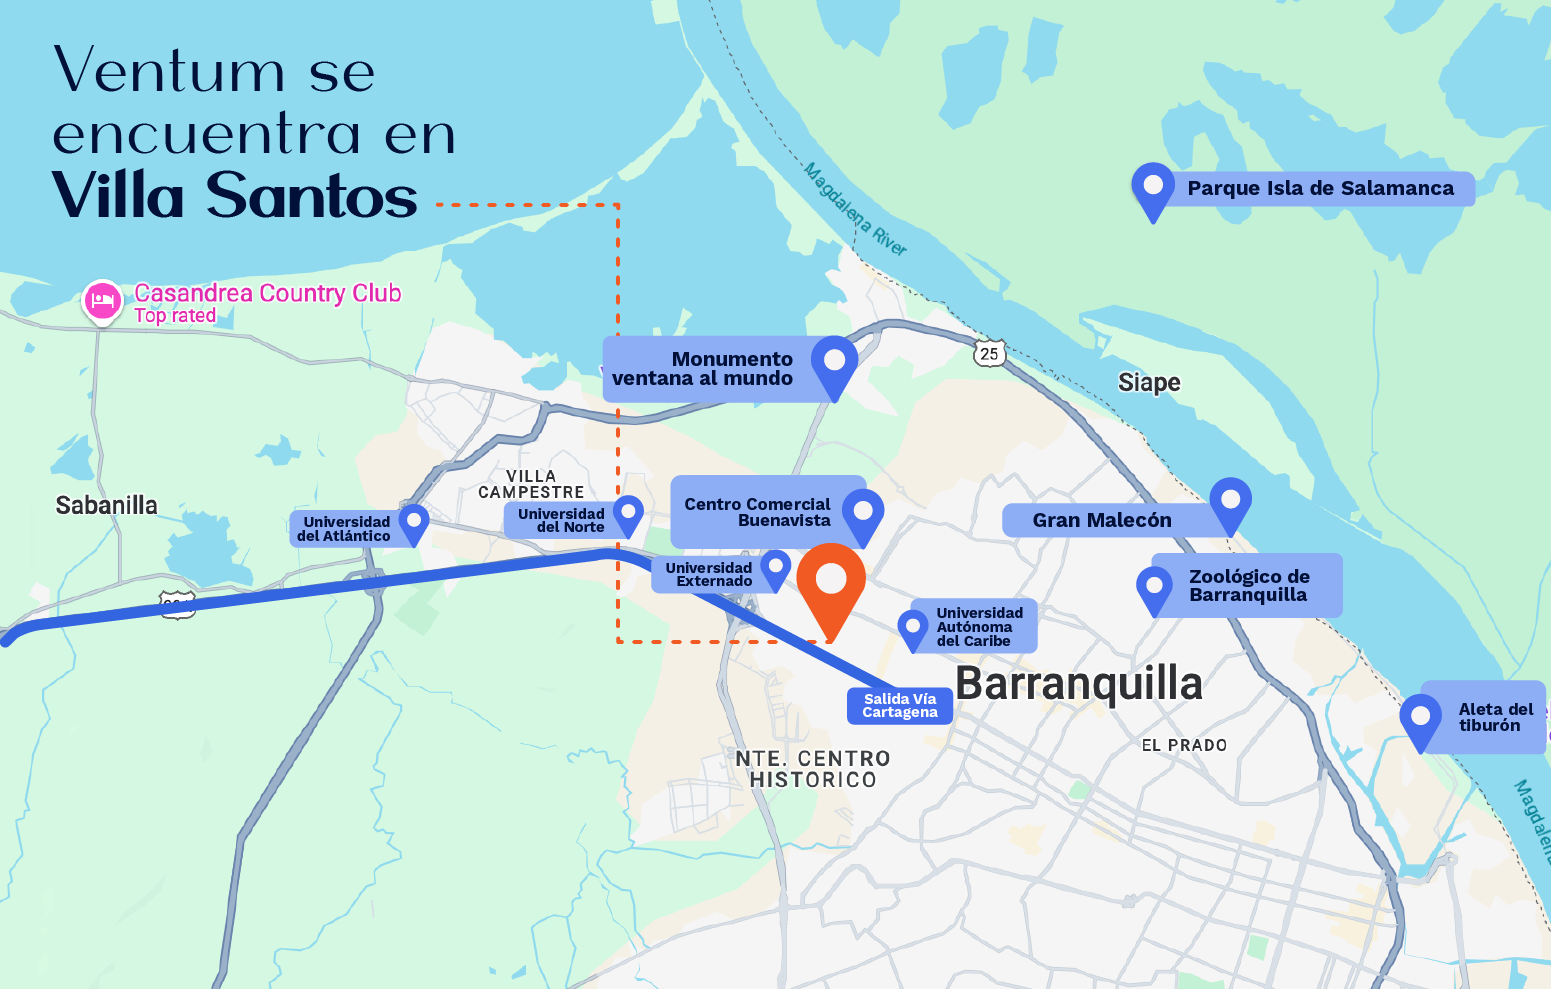 Ventum se
encuentra en
Villa Santos
Magdalena River
Parque Isla de Salamanca
Casandrea Country Club
Top rated
Monumento
ventana al mundo
25
Siape
VILLA
CAMPESTRE
Sabanilla
Universidad
del Atlántico
Universidad
del Norte
Centro Comercial
Buenavista
Gran Malecón
Universidad
Externado
Zoológico de
Barranquilla
Universidad
Autónoma
del Caribe
Barranquilla
Salida Vía
Cartagena
Aleta del
tiburón
EL PRADO
NTE. CENTRO
HISTORICO
Magdalena